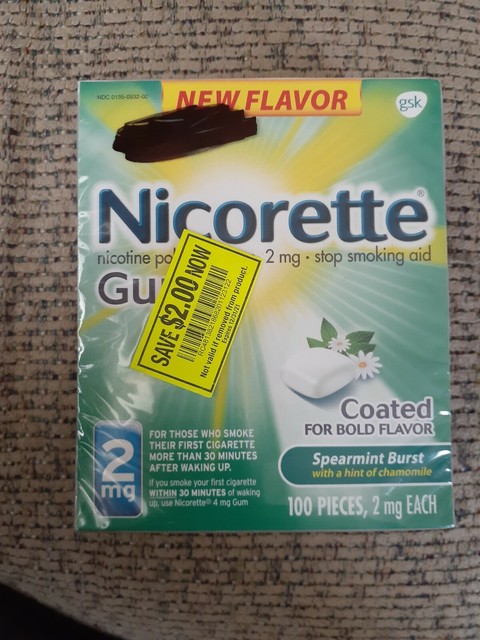 NDC 0135-0532-02
NEW FLAVOR
gsk
Nicorette®
nicotine 2 mg · stop smoking aid
SAVE $2.00 NOW
Not valid if removed from product.
Coated
FOR BOLD FLAVOR
Spearmint Burst
with a hint of chamomile
100 PIECES, 2 mg EACH
2
mg
FOR THOSE WHO SMOKE
THEIR FIRST CIGARETTE
MORE THAN 30 MINUTES
AFTER WAKING UP.
If you smoke your first cigarette
WITHIN 30 MINUTES of waking
up, use Nicorette® 4 mg Gum